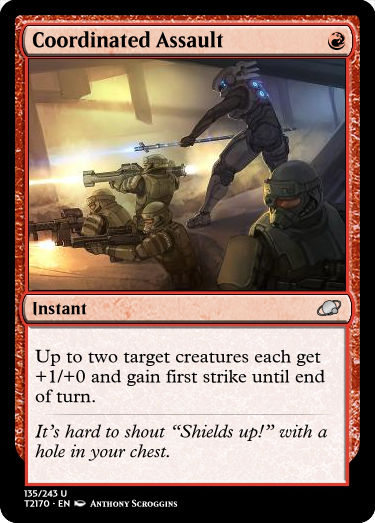 Coordinated Assault
Instant
Up to two target creatures each get
+1/+0 and gain first strike until end
of turn.
It's hard to shout “Shields up!” with a
hole in your chest.
135/243 U
T2170 • EN Anthony Scroggins